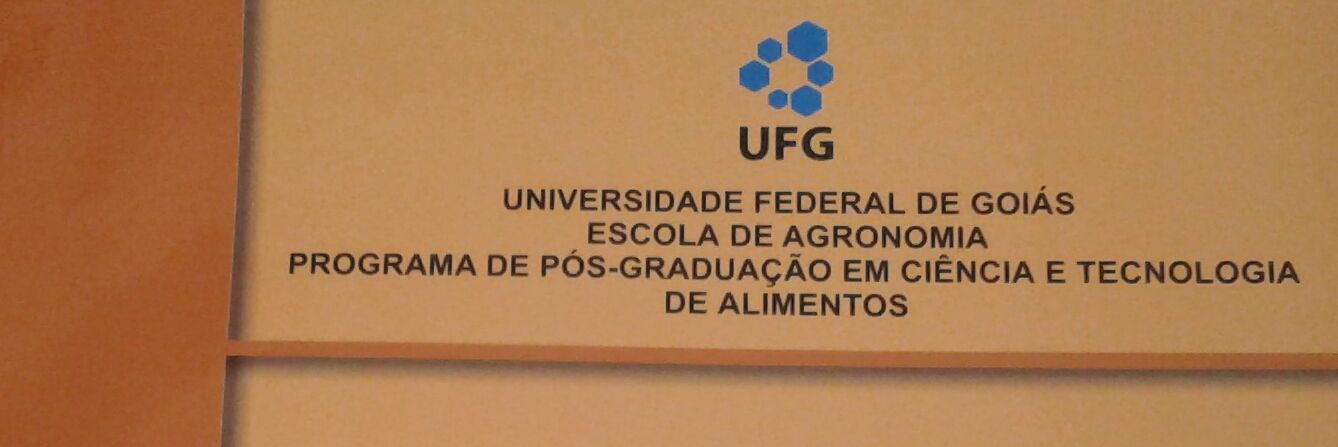 UFG
UNIVERSIDADE FEDERAL DE GOIÁS
ESCOLA DE AGRONOMIA
PROGRAMA DE PÓS-GRADUAÇÃO EM CIÊNCIA E TECNOLOGIA
DE ALIMENTOS